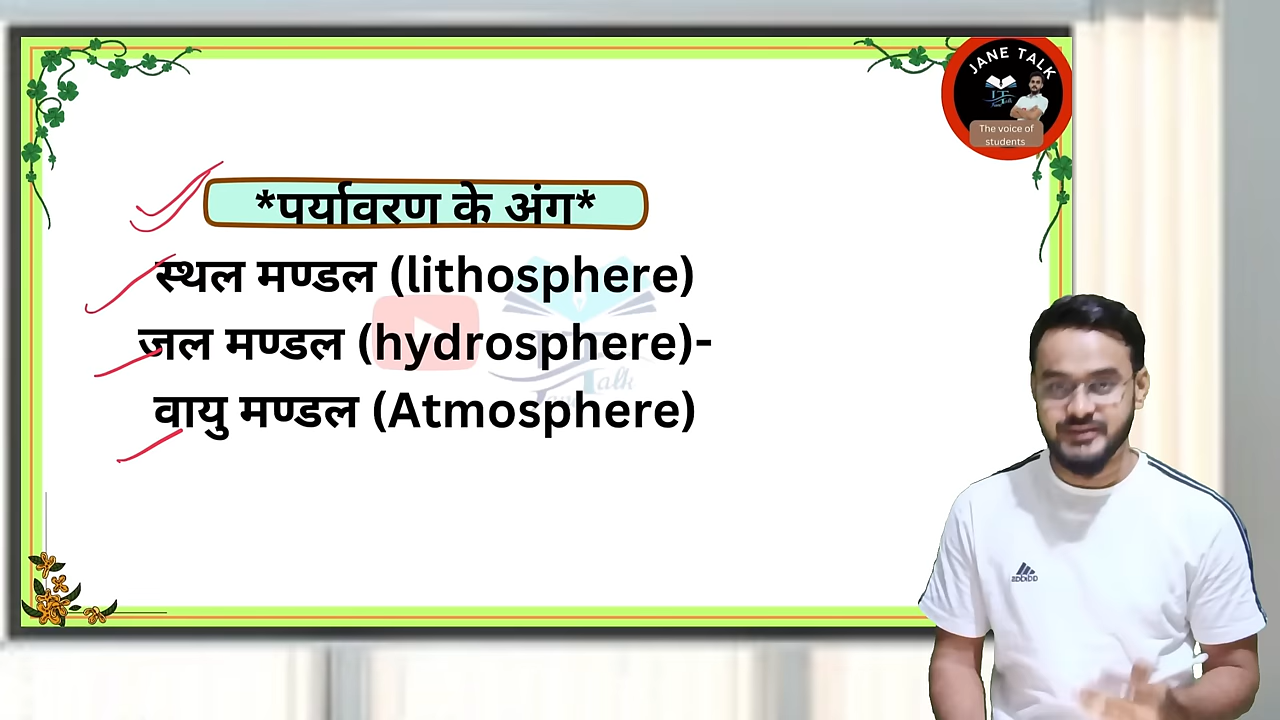 JANE TALK
The voice of
students
*पर्यावरण के अंग*
स्थल मण्डल (lithosphere)
जल मण्डल (hydrosphere)-
वायु मण्डल (Atmosphere)